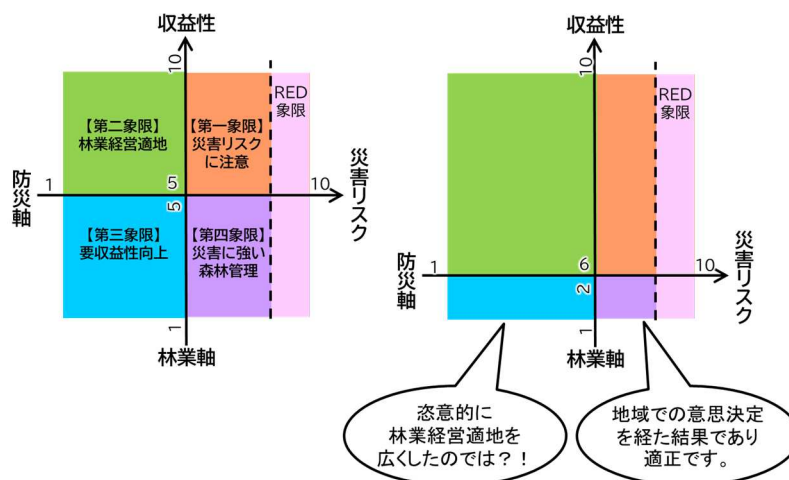 収益性
10
RED
象限
【第二象限】
林業経営適地
【第一象限】
災害リスク
に注意
防災軸
1
5
5
10
災害リスク
【第三象限】
要収益性向上
【第四象限】
災害に強い
森林管理
1
林業軸
収益性
10
RED
象限
防災軸
1
6
2
10
災害リスク
1
林業軸
恣意的に
林業経営適地を
広くしたのでは？！
地域での意思決定
を経た結果であり
適正です。